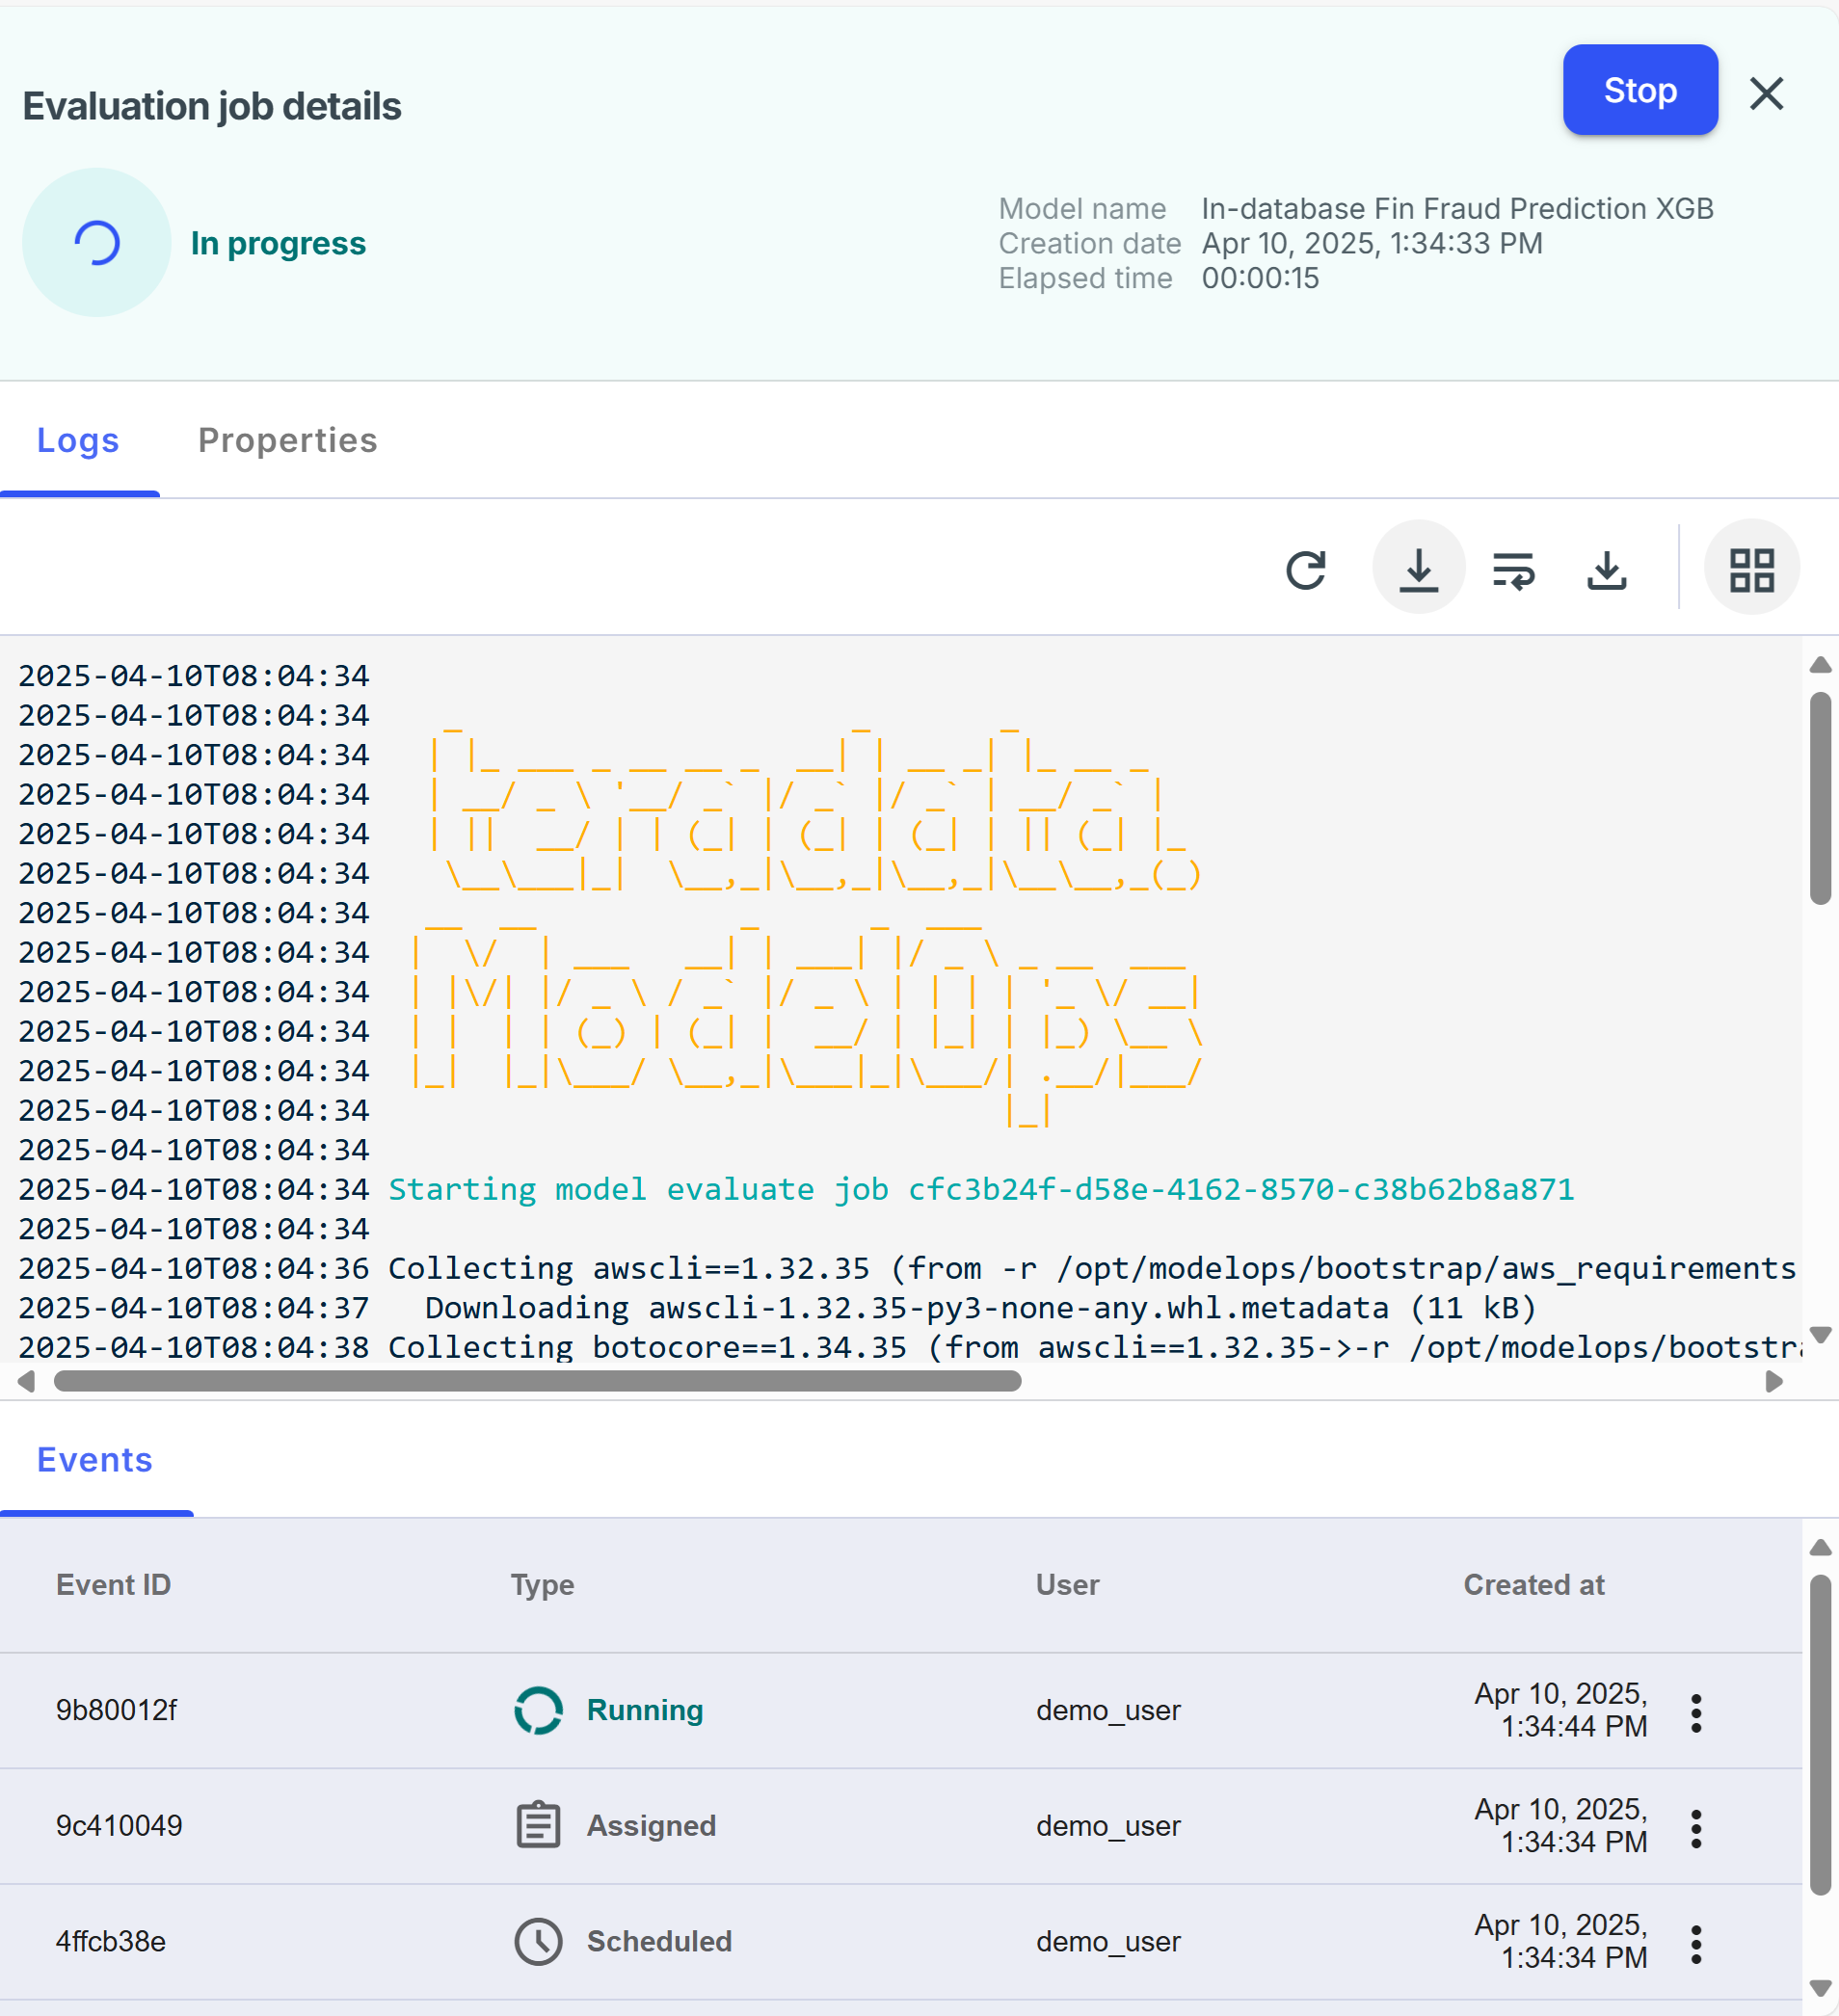 Evaluation job details
Stop
In progress
Model name In-database Fin Fraud Prediction XGB
Creation date Apr 10, 2025, 1:34:33 PM
Elapsed time 00:00:15
Logs Properties
2025-04-10T08:04:34
2025-04-10T08:04:34
2025-04-10T08:04:34
2025-04-10T08:04:34
2025-04-10T08:04:34
2025-04-10T08:04:34
teradata.
2025-04-10T08:04:34
2025-04-10T08:04:34
2025-04-10T08:04:34
2025-04-10T08:04:34
2025-04-10T08:04:34
2025-04-10T08:04:34
ModelOps
2025-04-10T08:04:34
2025-04-10T08:04:34 Starting model evaluate job cfc3b24f-d58e-4162-8570-c38b62b8a871
2025-04-10T08:04:34
2025-04-10T08:04:36 Collecting awscli==1.32.35 (from -r /opt/modelops/bootstrap/aws_requirements
2025-04-10T08:04:37 Downloading awscli-1.32.35-py3-none-any.whl.metadata (11 kB)
2025-04-10T08:04:38 Collecting botocore==1.34.35 (from awscli==1.32.35->-r /opt/modelops/bootstra
Events
Event ID Type User Created at
9b80012f Running demo_user Apr 10, 2025,
1:34:44 PM
9c410049 Assigned demo_user Apr 10, 2025,
1:34:34 PM
4ffcb38e Scheduled demo_user Apr 10, 2025,
1:34:34 PM